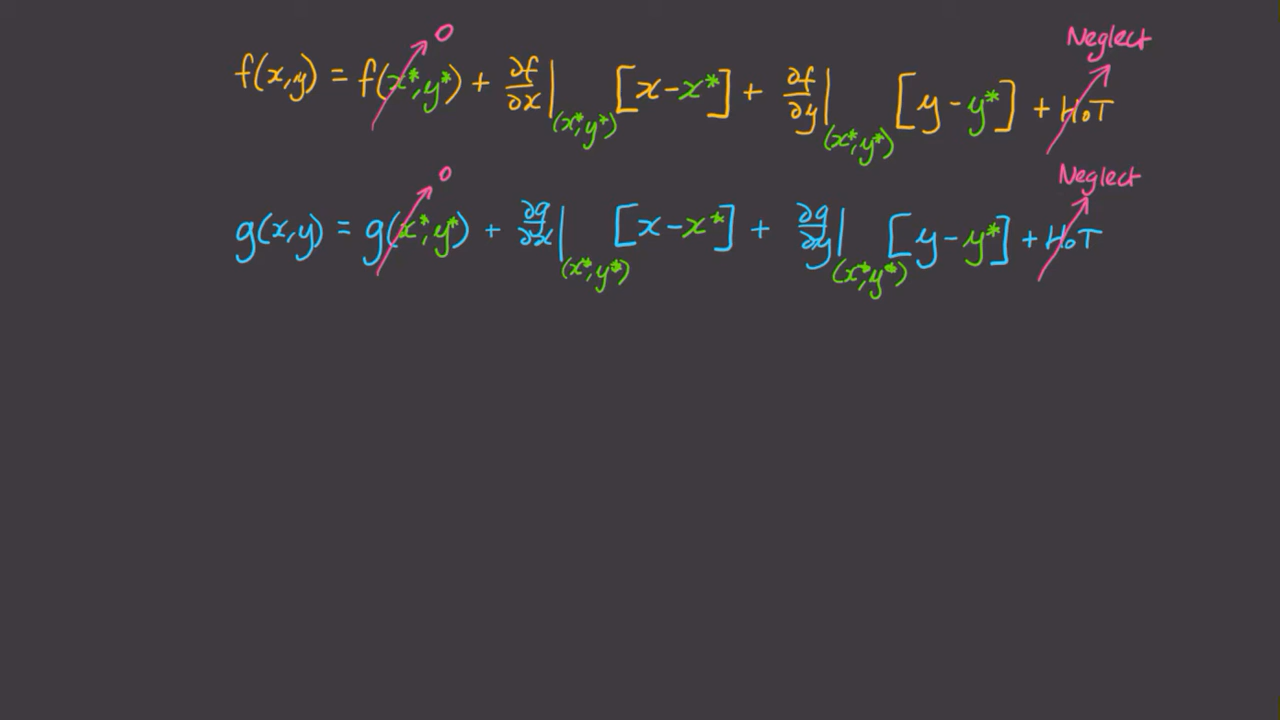 0 Neglect
f(x,y) = f(x*,y*) + ∂f/∂x|(x*,y*) [x-x*] + ∂f/∂y|(x*,y*) [y-y*] + HoT
0 Neglect
g(x,y) = g(x*,y*) + ∂g/∂x|(x*,y*) [x-x*] + ∂g/∂y|(x*,y*) [y-y*] + HoT